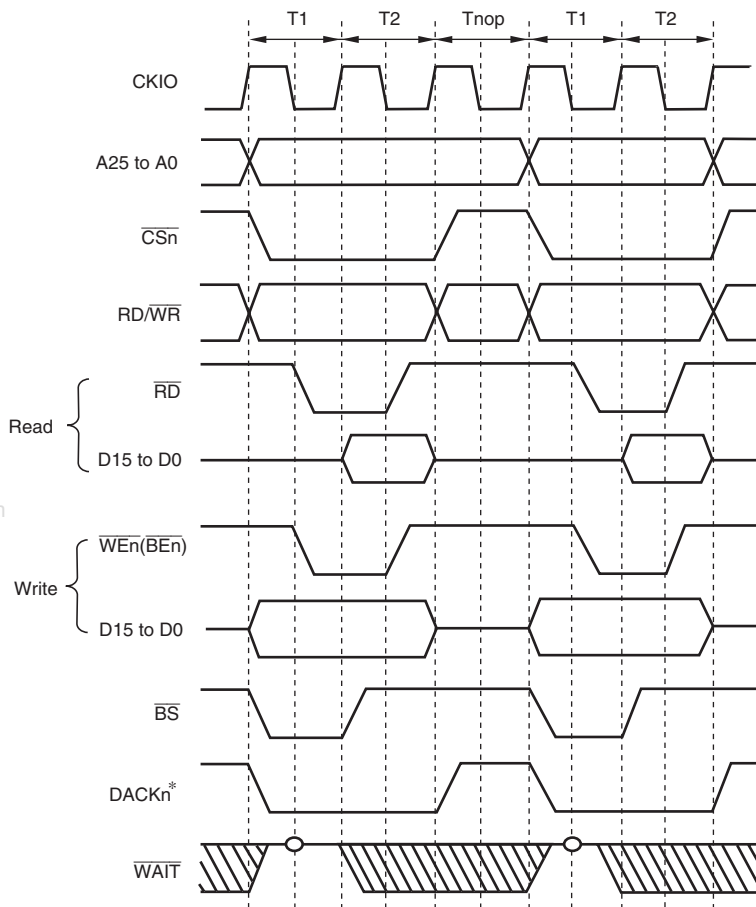 T1 T2 Tnop T1 T2
CKIO
A25 to A0
CSn
RD/WR
RD
Read
D15 to D0
WEn(BEn)
Write
D15 to D0
BS
DACKn*
WAIT